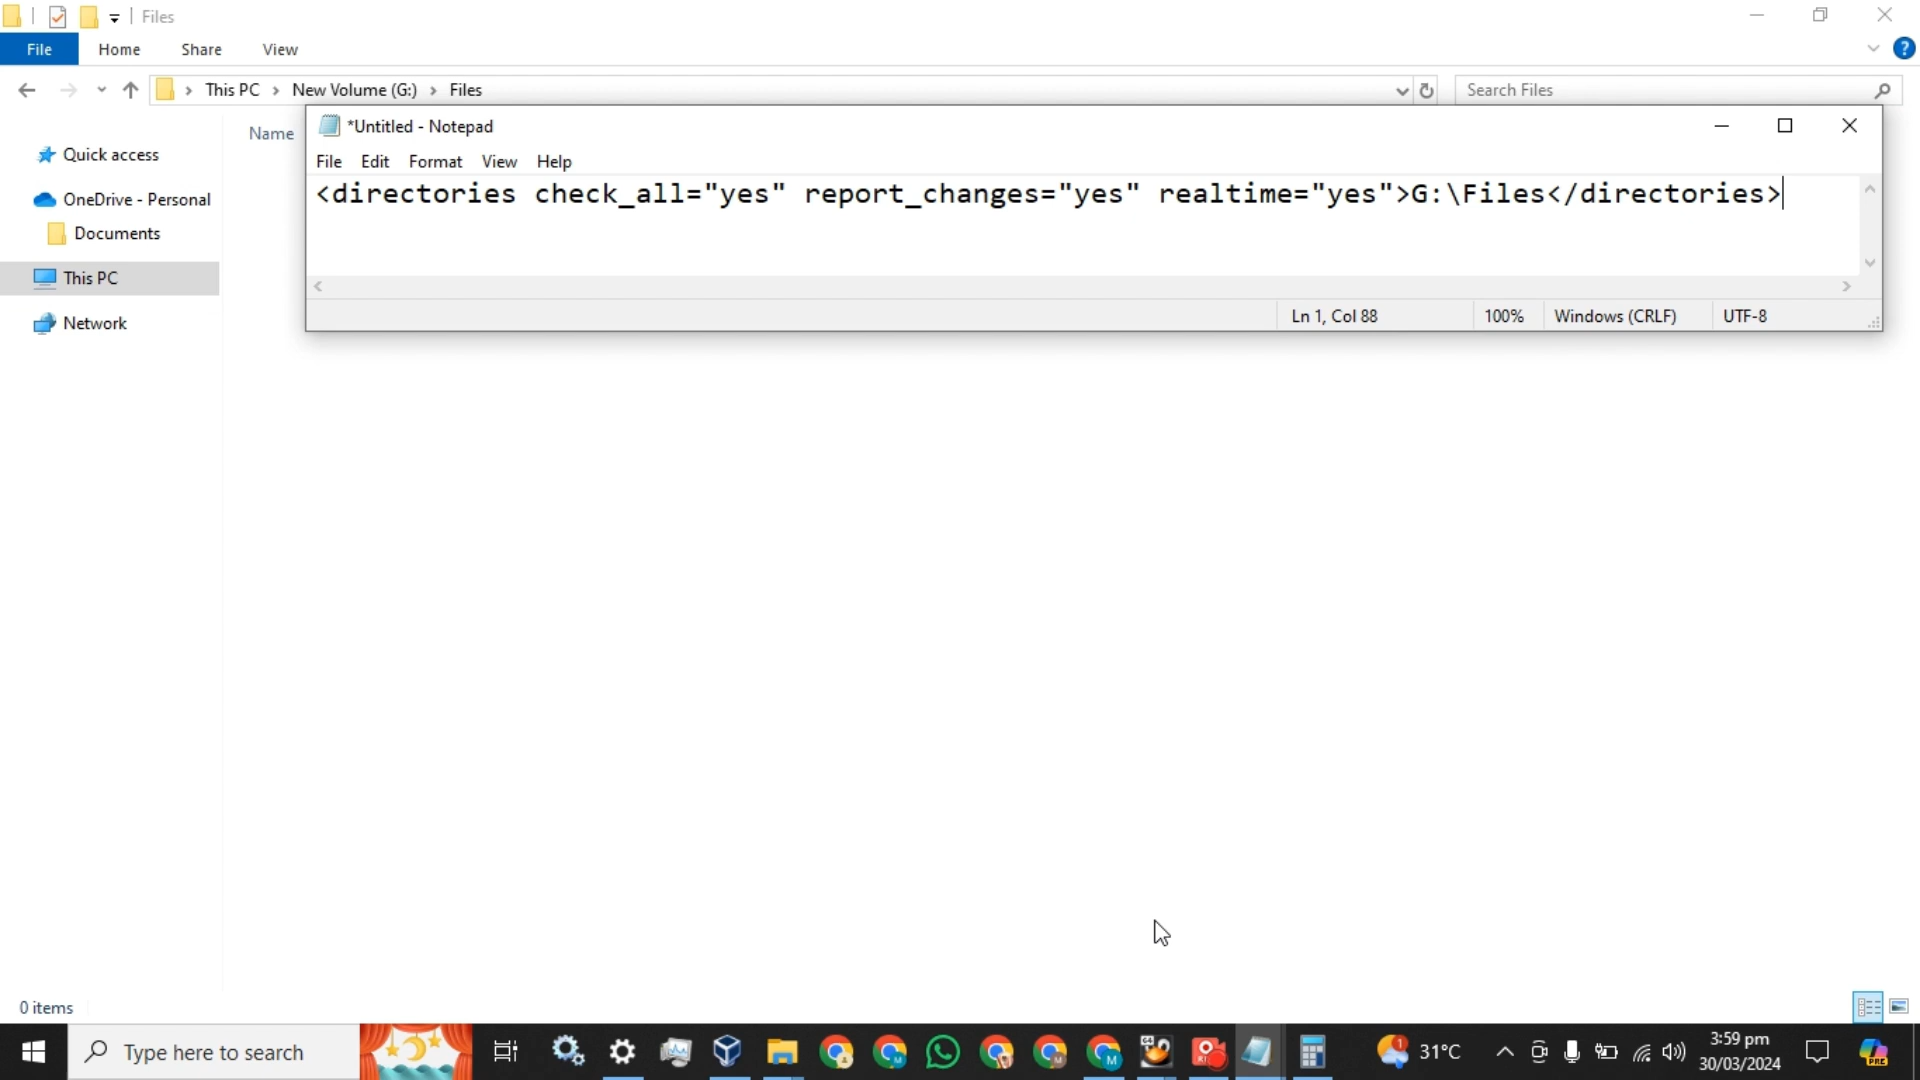 Files
File Home Share View
This PC New Volume (G:) Files
Search Files
Name
Quick access
OneDrive - Personal
Documents
This PC
Network
*Untitled - Notepad
File Edit Format View Help
<directories check_all="yes" report_changes="yes" realtime="yes">G:\Files</directories>
Ln 1, Col 88 100% Windows (CRLF) UTF-8
0 items
Type here to search
31°C
3:59 pm
30/03/2024